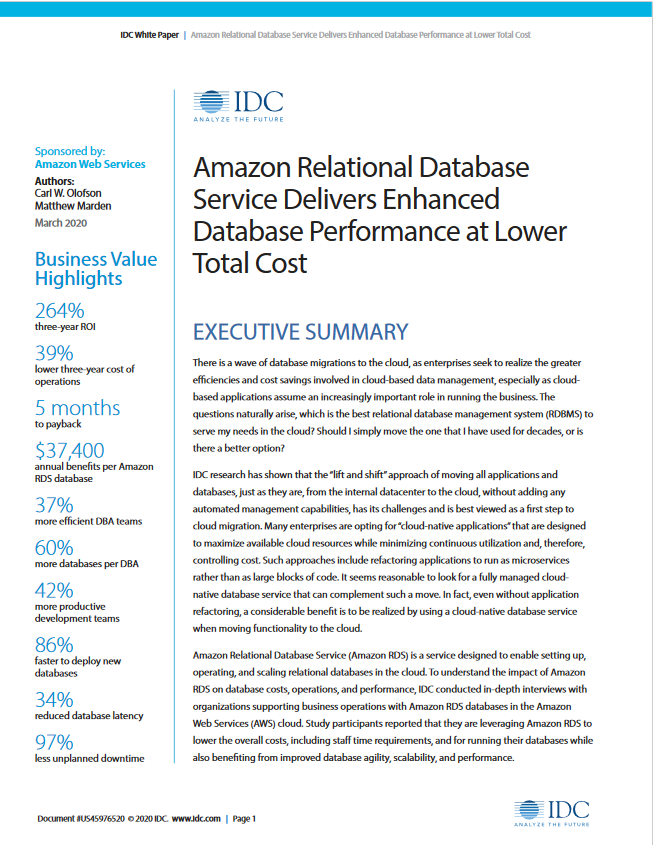 IDC White Paper | Amazon Relational Database Service Delivers Enhanced Database Performance at Lower Total Cost
Sponsored by:
Amazon Web Services
Authors:
Carl W. Olofson
Matthew Marden
March 2020
Business Value
Highlights
264%
three-year ROI
39%
lower three-year cost of
operations
5 months
to payback
$37,400
annual benefits per Amazon
RDS database
37%
more efficient DBA teams
60%
more databases per DBA
42%
more productive
development teams
86%
faster to deploy new
databases
34%
reduced database latency
97%
less unplanned downtime
IDC
ANALYZE THE FUTURE
Amazon Relational Database
Service Delivers Enhanced
Database Performance at Lower
Total Cost
EXECUTIVE SUMMARY
There is a wave of database migrations to the cloud, as enterprises seek to realize the greater
efficiencies and cost savings involved in cloud-based data management, especially as cloud-
based applications assume an increasingly important role in running the business. The
questions naturally arise, which is the best relational database management system (RDBMS) to
serve my needs in the cloud? Should I simply move the one that I have used for decades, or is
there a better option?
IDC research has shown that the "lift and shift" approach of moving all applications and
databases, just as they are, from the internal datacenter to the cloud, without adding any
automated management capabilities, has its challenges and is best viewed as a first step to
cloud migration. Many enterprises are opting for "cloud-native applications" that are designed
to maximize available cloud resources while minimizing continuous utilization and, therefore,
controlling cost. Such approaches include refactoring applications to run as microservices
rather than as large blocks of code. It seems reasonable to look for a fully managed cloud-
native database service that can complement such a move. In fact, even without application
refactoring, a considerable benefit is to be realized by using a cloud-native database service
when moving functionality to the cloud.
Amazon Relational Database Service (Amazon RDS) is a service designed to enable setting up,
operating, and scaling relational databases in the cloud. To understand the impact of Amazon
RDS on database costs, operations, and performance, IDC conducted in-depth interviews with
organizations supporting business operations with Amazon RDS databases in the Amazon
Web Services (AWS) cloud. Study participants reported that they are leveraging Amazon RDS to
lower the overall costs, including staff time requirements, and for running their databases while
also benefiting from improved database agility, scalability, and performance.
Document #US45976520 © 2020 IDC. www.idc.com | Page 1
IDC
ANALYZE THE FUTURE